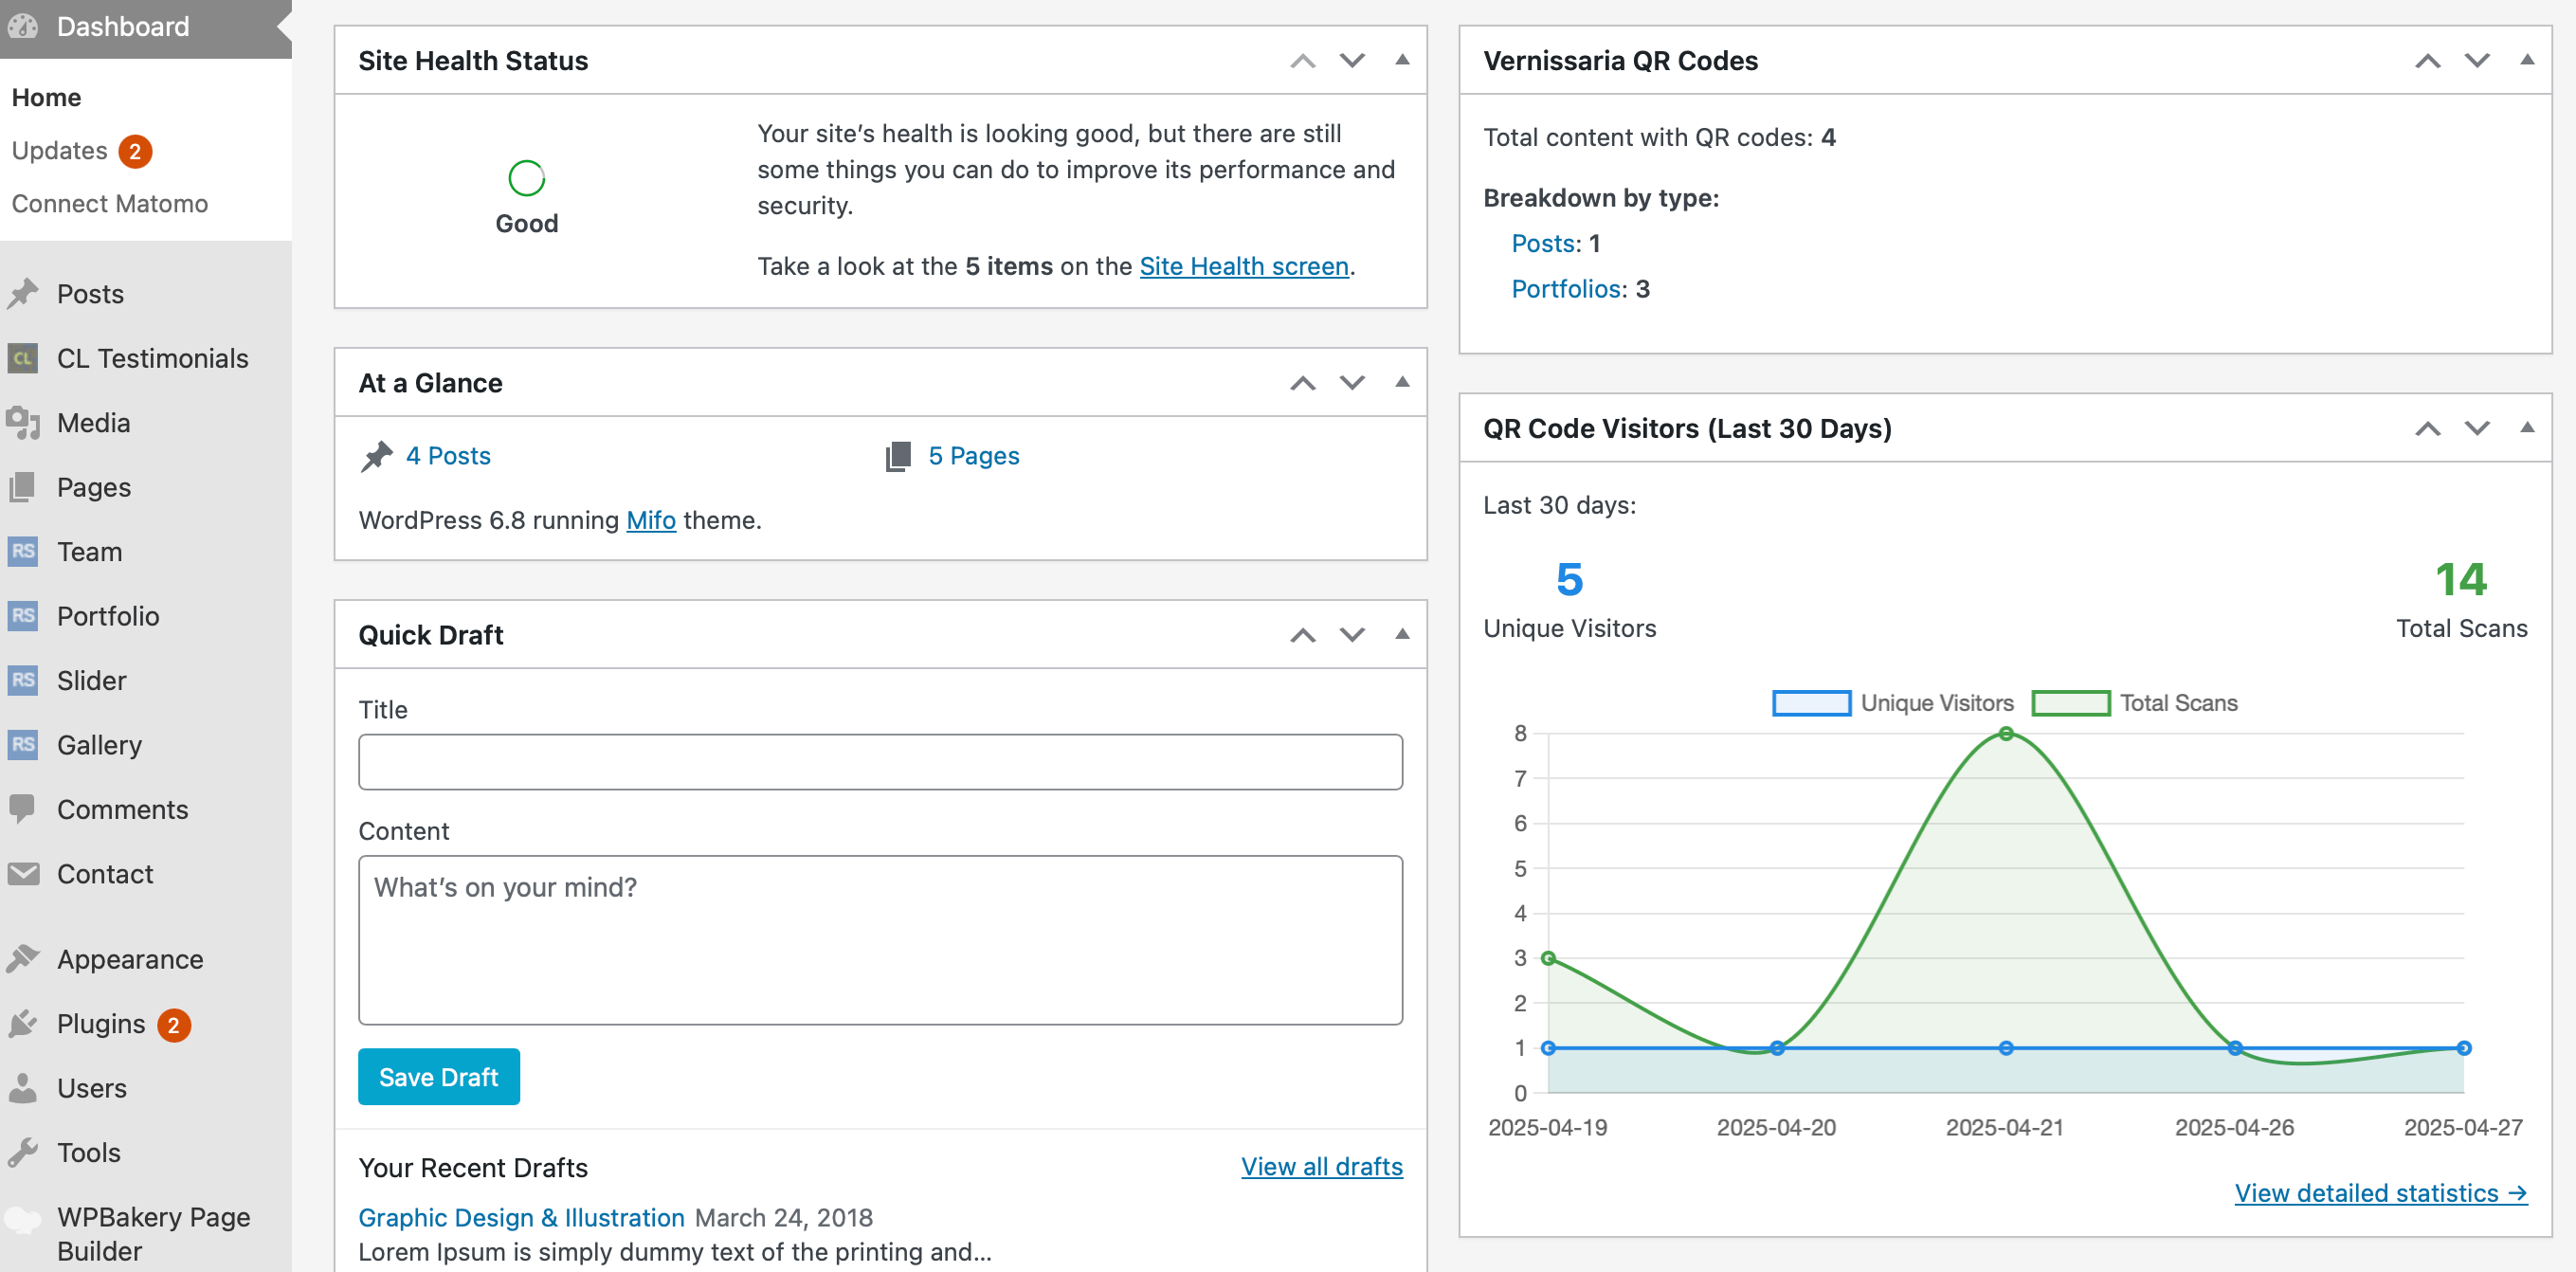 Dashboard
Home
Updates 2
Connect Matomo
Posts
CL CL Testimonials
Media
Pages
RS Team
RS Portfolio
RS Slider
RS Gallery
Comments
Contact
Appearance
Plugins 2
Users
Tools
WPBakery Page
Builder
Site Health Status
Good
Your site’s health is looking good, but there are still
some things you can do to improve its performance and
security.
Take a look at the 5 items on the Site Health screen.
At a Glance
4 Posts
5 Pages
WordPress 6.8 running Mifo theme.
Quick Draft
Title
Content
What’s on your mind?
Save Draft
Your Recent Drafts
View all drafts
Graphic Design & Illustration March 24, 2018
Lorem Ipsum is simply dummy text of the printing and…
Vernissaria QR Codes
Total content with QR codes: 4
Breakdown by type:
Posts: 1
Portfolios: 3
QR Code Visitors (Last 30 Days)
Last 30 days:
5
Unique Visitors
14
Total Scans
Unique Visitors Total Scans
8
7
6
5
4
3
2
1
0
2025-04-19 2025-04-20 2025-04-21 2025-04-26 2025-04-27
View detailed statistics →